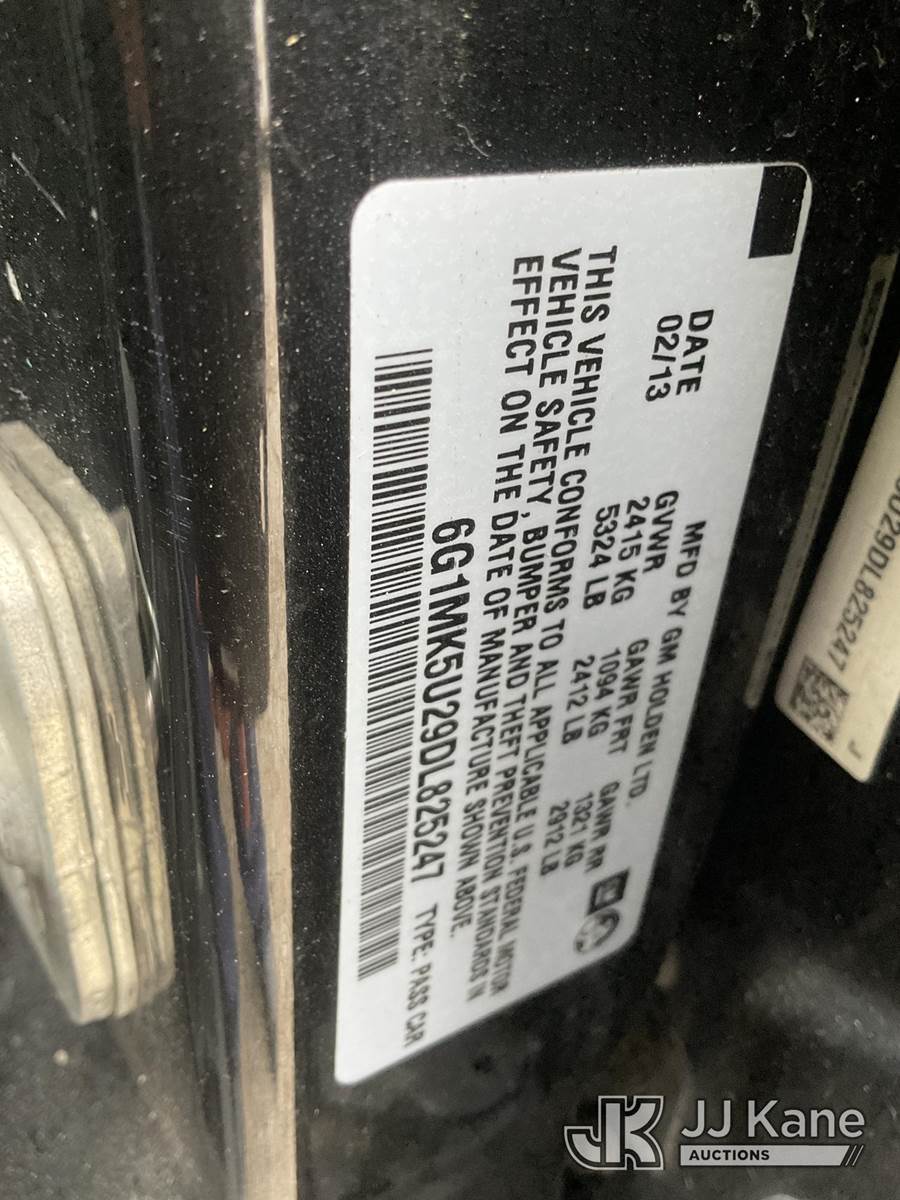 MFD BY GM HOLDEN LTD.
DATE GVWR GAWR FRT GAWR RR
02/13 2415 KG 1094 KG 1321 KG
5324 LB 2412 LB 2912 LB
THIS VEHICLE CONFORMS TO ALL APPLICABLE U.S. FEDERAL MOTOR
VEHICLE SAFETY, BUMPER AND THEFT PREVENTION STANDARDS IN
EFFECT ON THE DATE OF MANUFACTURE SHOWN ABOVE.
6G1MK5U29DL825247 TYPE: PASS CAR
U29DL825247
JK JJ Kane
AUCTIONS